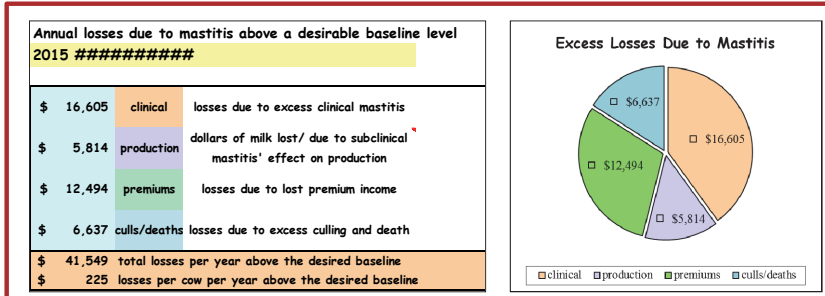 Annual losses due to mastitis above a desirable baseline level
2015 ##########
$ 16,605 clinical losses due to excess clinical mastitis
$ 5,814 production dollars of milk lost/ due to subclinical
mastitis' effect on production
$ 12,494 premiums losses due to lost premium income
$ 6,637 culls/deaths losses due to excess culling and death
$ 41,549 total losses per year above the desired baseline
$ 225 losses per cow per year above the desired baseline
Excess Losses Due to Mastitis
$6,637
$16,605
$12,494
$5,814
clinical production premiums culls/deaths